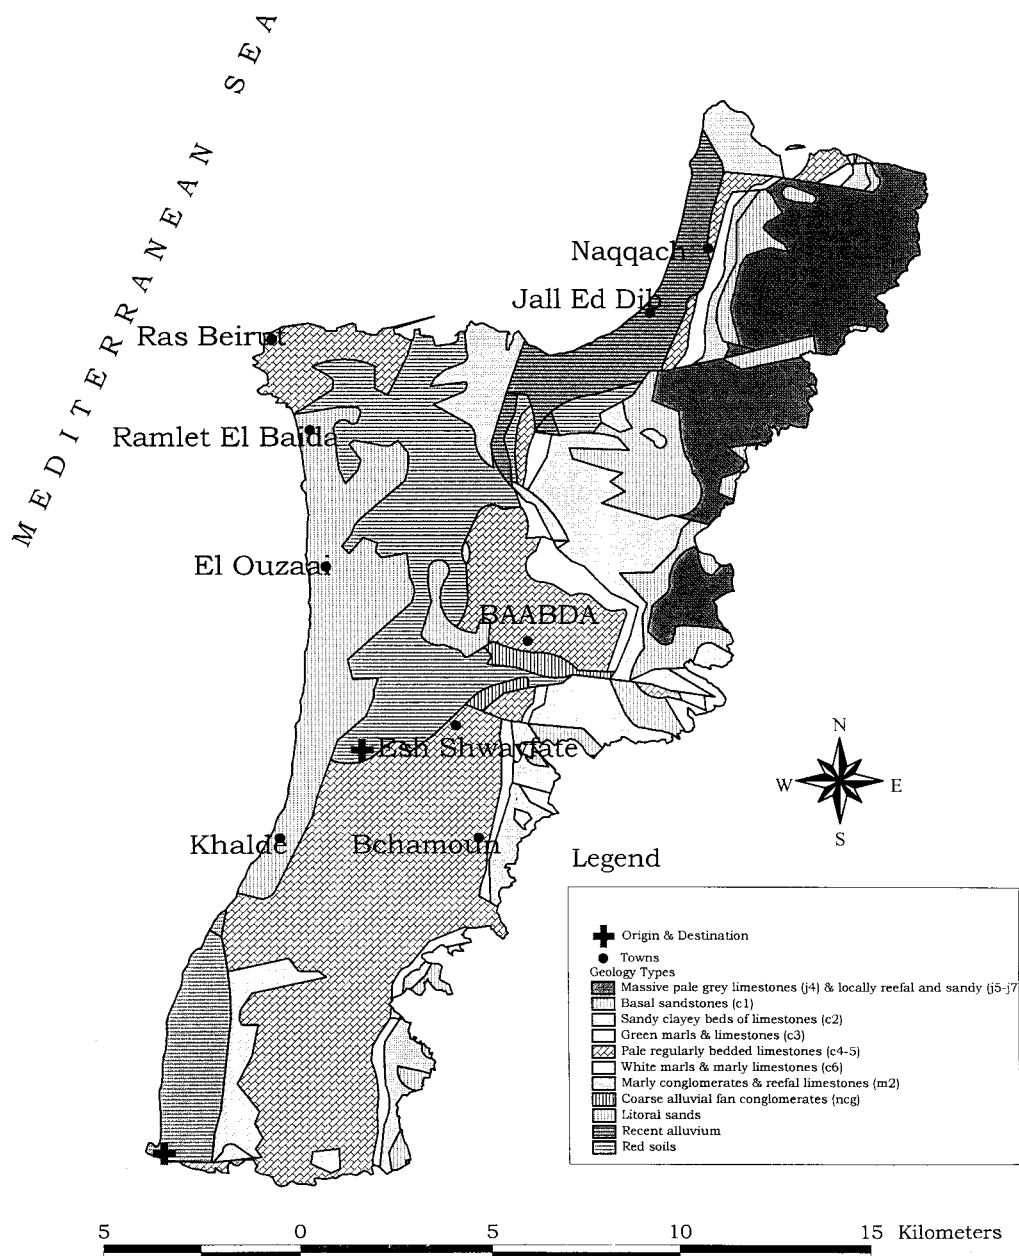 MEDITERRANEAN SEA
Naqqach
Jall Ed Dib
Ras Beirut
Ramlet El Baida
El Ouzaai
BAABDA
Esh Shwayfate
Khalde
Bchamoun
N
W
E
S
Legend
Origin & Destination
Towns
Geology Types
Massive pale grey limestones (j4) & locally reefal and sandy (j5-j7
Basal sandstones (c1)
Sandy clayey beds of limestones (c2)
Green marls & limestones (c3)
Pale regularly bedded limestones (c4-5)
White marls & marly limestones (c6)
Marly conglomerates & reefal limestones (m2)
Coarse alluvial fan conglomerates (ncg)
Litoral sands
Recent alluvium
Red soils
5 0 5 10 15 Kilometers